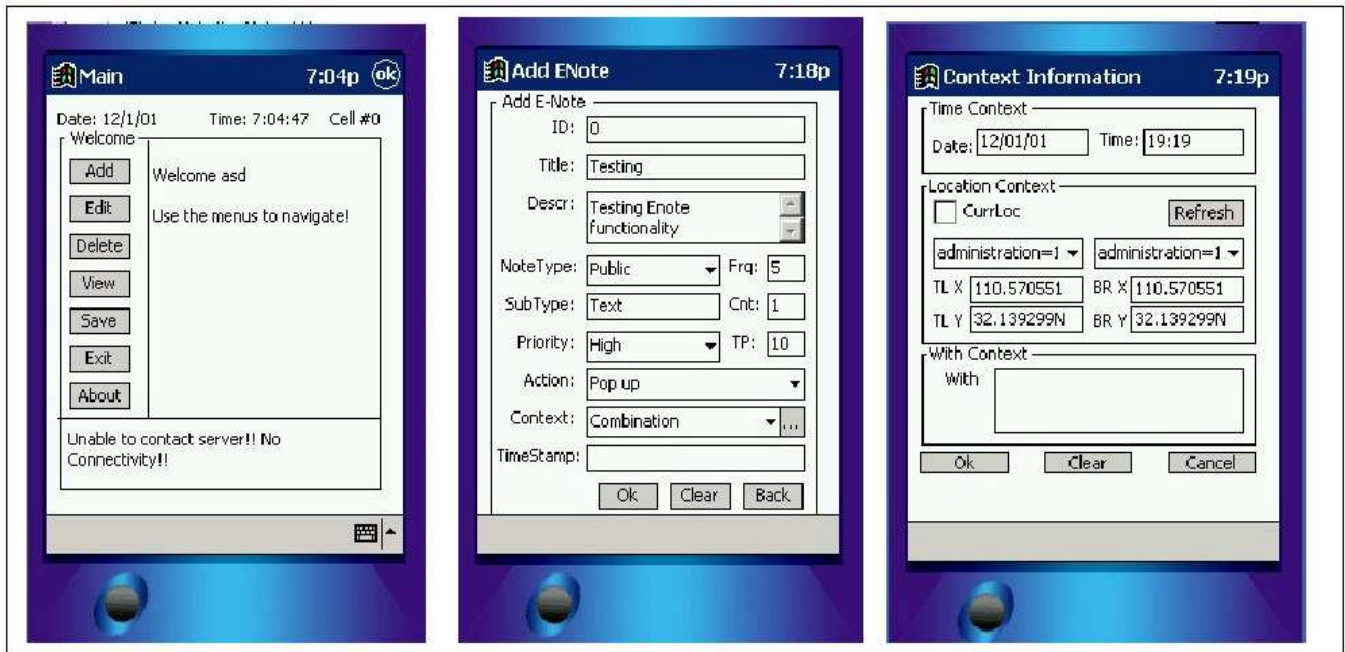 Main 7:04p ok
Date: 12/1/01 Time: 7:04:47 Cell #0
Welcome
Add
Edit
Delete
View
Save
Exit
About
Welcome asd
Use the menus to navigate!
Unable to contact server!! No
Connectivity!!
Add ENote 7:18p
Add E-Note
ID: 0
Title: Testing
Descr: Testing Enote
functionality
NoteType: Public Frq: 5
SubType: Text Cnt: 1
Priority: High TP: 10
Action: Pop up
Context: Combination ...
TimeStamp:
Ok Clear Back
Context Information 7:19p
Time Context
Date: 12/01/01 Time: 19:19
Location Context
CurrLoc Refresh
administration=1 administration=1
TL X 110.570551 BR X 110.570551
TL Y 32.139299N BR Y 32.139299N
With Context
With
Ok Clear Cancel